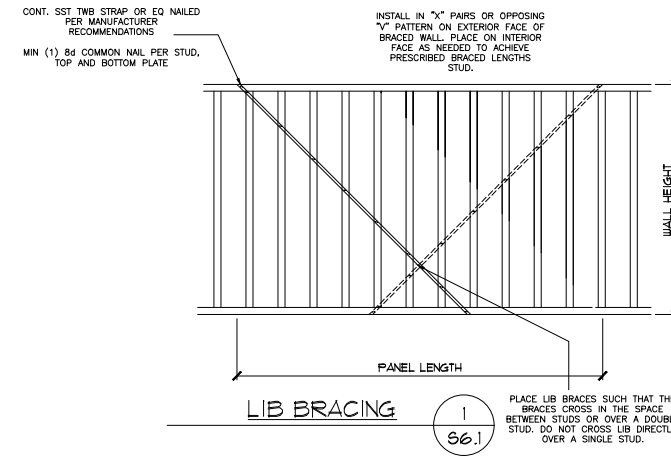 CONT. SST TWB STRAP OR EQ NAILED
PER MANUFACTURER
RECOMMENDATIONS
MIN (1) 8d COMMON NAIL PER STUD,
TOP AND BOTTOM PLATE
INSTALL IN "X" PAIRS OR OPPOSING
"V" PATTERN ON EXTERIOR FACE OF
BRACED WALL. PLACE ON INTERIOR
FACE AS NEEDED TO ACHIEVE
PRESCRIBED BRACED LENGTHS
STUD.
WALL HEIGHT
PANEL LENGTH
LIB BRACING
1
S6.1
PLACE LIB BRACES SUCH THAT TH
BRACES CROSS IN THE SPACE
BETWEEN STUDS OR OVER A DOUB
STUD. DO NOT CROSS LIB DIRECTL
OVER A SINGLE STUD.